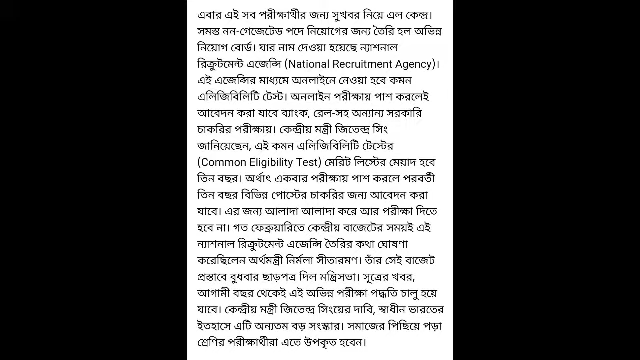 এবার এই সব পরীক্ষার্থীর জন্য সুখবর নিয়ে এল কেন্দ্র।
সমস্ত নন-গেজেটেড পদে নিয়োগের জন্য তৈরি হল অভিন্ন
নিয়োগ বোর্ড। যার নাম দেওয়া হয়েছে ন্যাশনাল
রিক্রুটমেন্ট এজেন্সি (National Recruitment Agency)।
এই এজেন্সির মাধ্যমে অনলাইনে নেওয়া হবে কমন
এলিজিবিলিটি টেস্ট। অনলাইন পরীক্ষায় পাশ করলেই
আবেদন করা যাবে ব্যাংক, রেল-সহ অন্যান্য সরকারি
চাকরির পরীক্ষায়। কেন্দ্রীয় মন্ত্রী জিতেন্দ্র সিং
জানিয়েছেন, এই কমন এলিজিবিলিটি টেস্টের
(Common Eligibility Test) মেরিট লিস্টের মেয়াদ হবে
তিন বছর। অর্থাৎ একবার পরীক্ষায় পাশ করলে পরবর্তী
তিন বছর বিভিন্ন পোস্টের চাকরির জন্য আবেদন করা
যাবে। এর জন্য আলাদা আলাদা করে আর পরীক্ষা দিতে
হবে না। গত ফেব্রুয়ারিতে কেন্দ্রীয় বাজেটের সময়ই এই
ন্যাশনাল রিক্রুটমেন্ট এজেন্সি তৈরির কথা ঘোষণা
করেছিলেন অর্থমন্ত্রী নির্মলা সীতারমণ। তাঁর সেই বাজেট
প্রস্তাবে বুধবার ছাড়পত্র দিল মন্ত্রিসভা। সূত্রের খবর,
আগামী বছর থেকেই এই অভিন্ন পরীক্ষা পদ্ধতি চালু হয়ে
যাবে। কেন্দ্রীয় মন্ত্রী জিতেন্দ্র সিংয়ের দাবি, স্বাধীন ভারতের
ইতিহাসে এটি অন্যতম বড় সংস্কার। সমাজের পিছিয়ে পড়া
শ্রেণির পরীক্ষার্থীরা এতে উপকৃত হবেন।